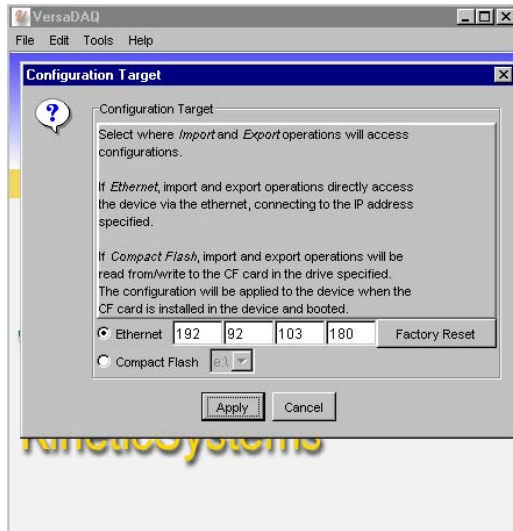 VersaDAQ
File Edit Tools Help
Configuration Target
Configuration Target
Select where Import and Export operations will access
configurations.
If Ethernet, import and export operations directly access
the device via the ethernet, connecting to the IP address
specified.
If Compact Flash, import and export operations will be
read from/write to the CF card in the drive specified.
The configuration will be applied to the device when the
CF card is installed in the device and booted.
Ethernet 192 92 103 180 Factory Reset
Compact Flash e:\
Apply Cancel
KineticSystems